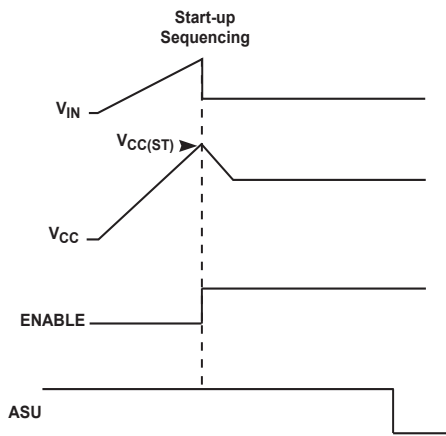 Start-up
Sequencing
VIN
VCC(ST)
VCC
ENABLE
ASU